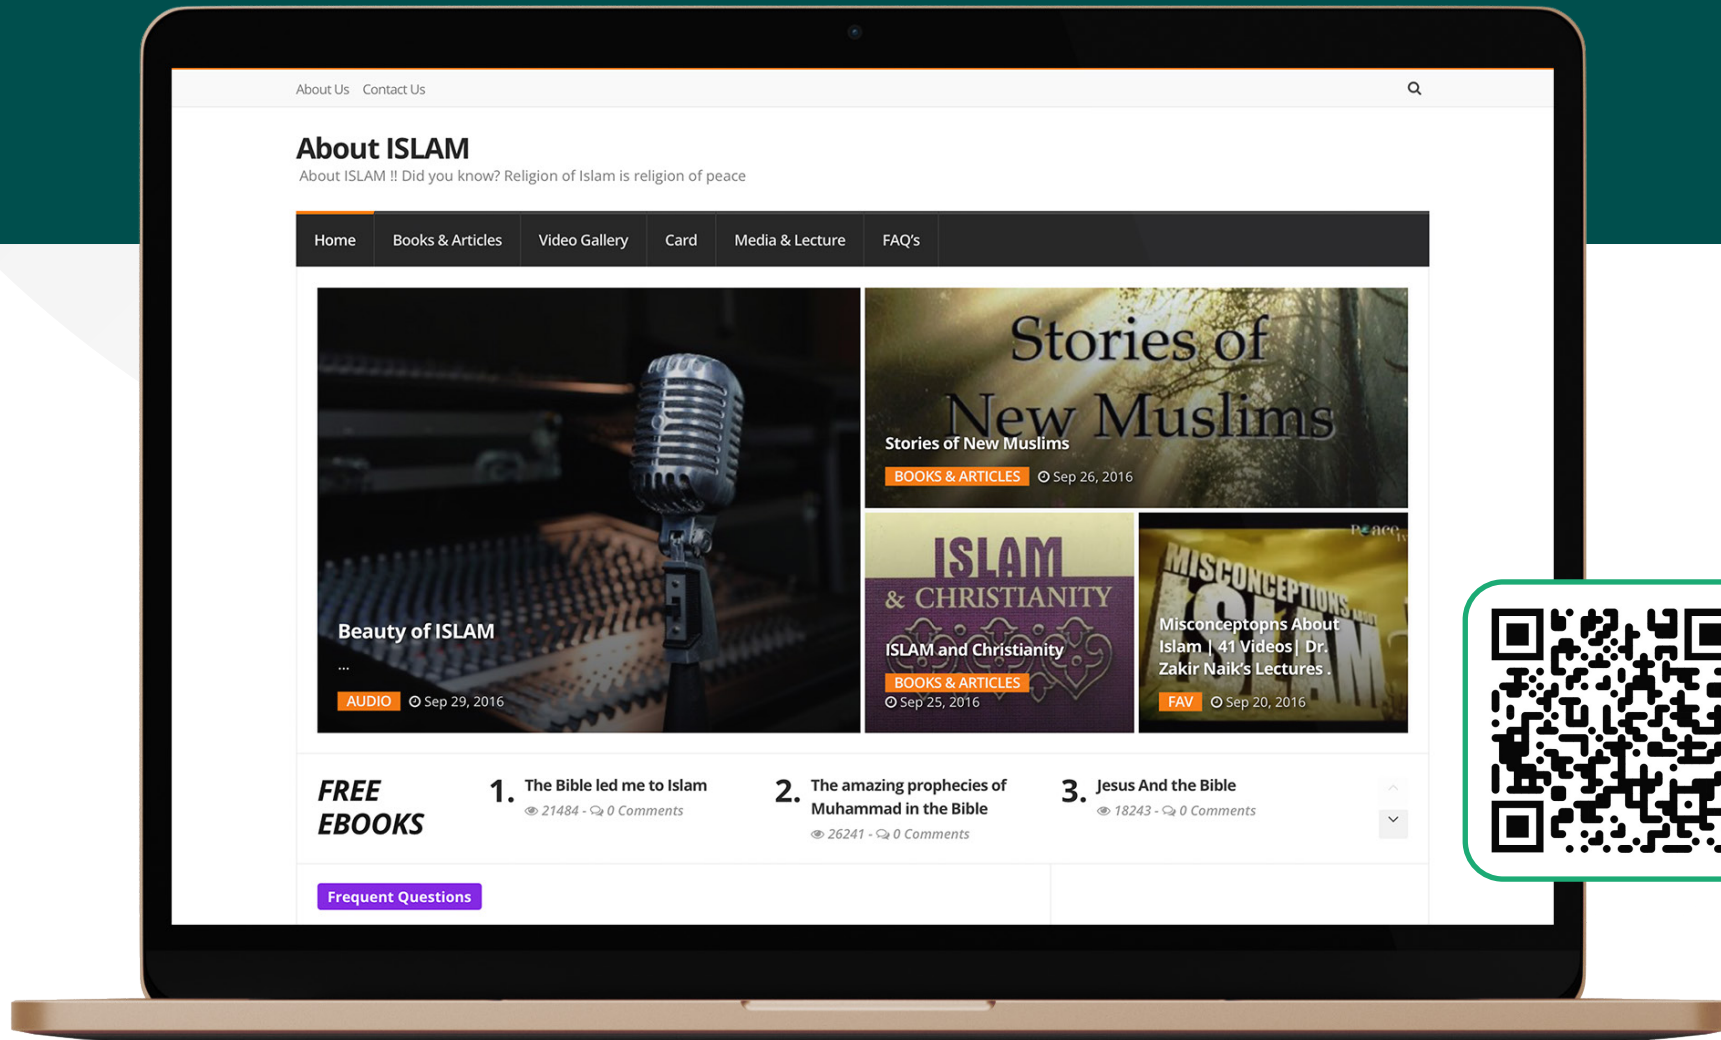 About Us Contact Us
About ISLAM
About ISLAM !! Did you know? Religion of Islam is religion of peace
Home Books & Articles Video Gallery Card Media & Lecture FAQ's
Beauty of ISLAM
...
AUDIO Sep 29, 2016
Stories of
New Muslims
Stories of New Muslims
BOOKS & ARTICLES Sep 26, 2016
ISLAM
& CHRISTIANITY
ISLAM and Christianity
BOOKS & ARTICLES
Sep 25, 2016
Peace tv
MISCONCEPTIONS ABOUT
ISLAM
Misconceptopns About
Islam | 41 Videos| Dr.
Zakir Naik's Lectures .
FAV Sep 20, 2016
FREE
EBOOKS
1. The Bible led me to Islam
21484 - 0 Comments
2. The amazing prophecies of
Muhammad in the Bible
26241 - 0 Comments
3. Jesus And the Bible
18243 - 0 Comments
Frequent Questions